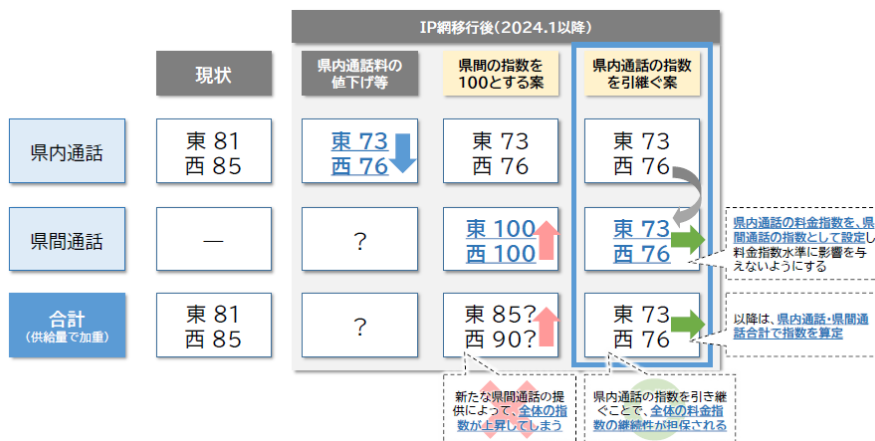 IP網移行後(2024.1以降)
現状
県内通話料の
値下げ等
県間の指数を
100とする案
県内通話の指数
を引継ぐ案
県内通話
東 81
西 85
東 73
西 76
東 73
西 76
東 73
西 76
県間通話
―
?
東 100
西 100
東 73
西 76
県内通話の料金指数を、県
間通話の指数として設定し
料金指数水準に影響を与
えないようにする
合計
(供給量で加重)
東 81
西 85
?
東 85?
西 90?
東 73
西 76
以降は、県内通話・県間通
話合計で指数を算定
新たな県間通話の提
供によって、全体の指
数が上昇してしまう
県内通話の指数を引き継
ぐことで、全体の料金指
数の継続性が担保される